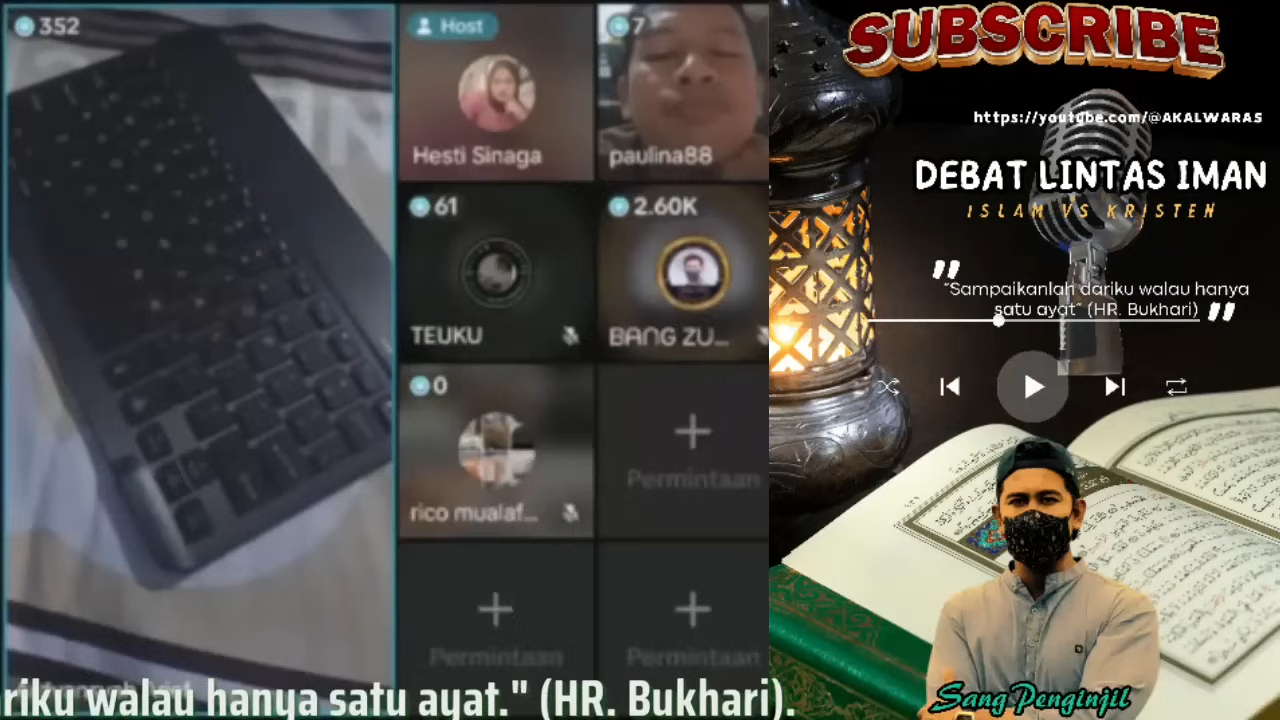 352
Host
Hesti Sinaga
7
paulina88
61
TEUKU
2.60K
BANG ZU...
0
rico mualaf...
Permintaan
Permintaan
Permintaan
ariku walau hanya satu ayat." (HR. Bukhari).
SUBSCRIBE
https://youtube.com/@AKALWARAS
DEBAT LINTAS IMAN
ISLAM VS KRISTEN
"Sampaikanlah dariku walau hanya
satu ayat" (HR. Bukhari)
Sang Penginjil